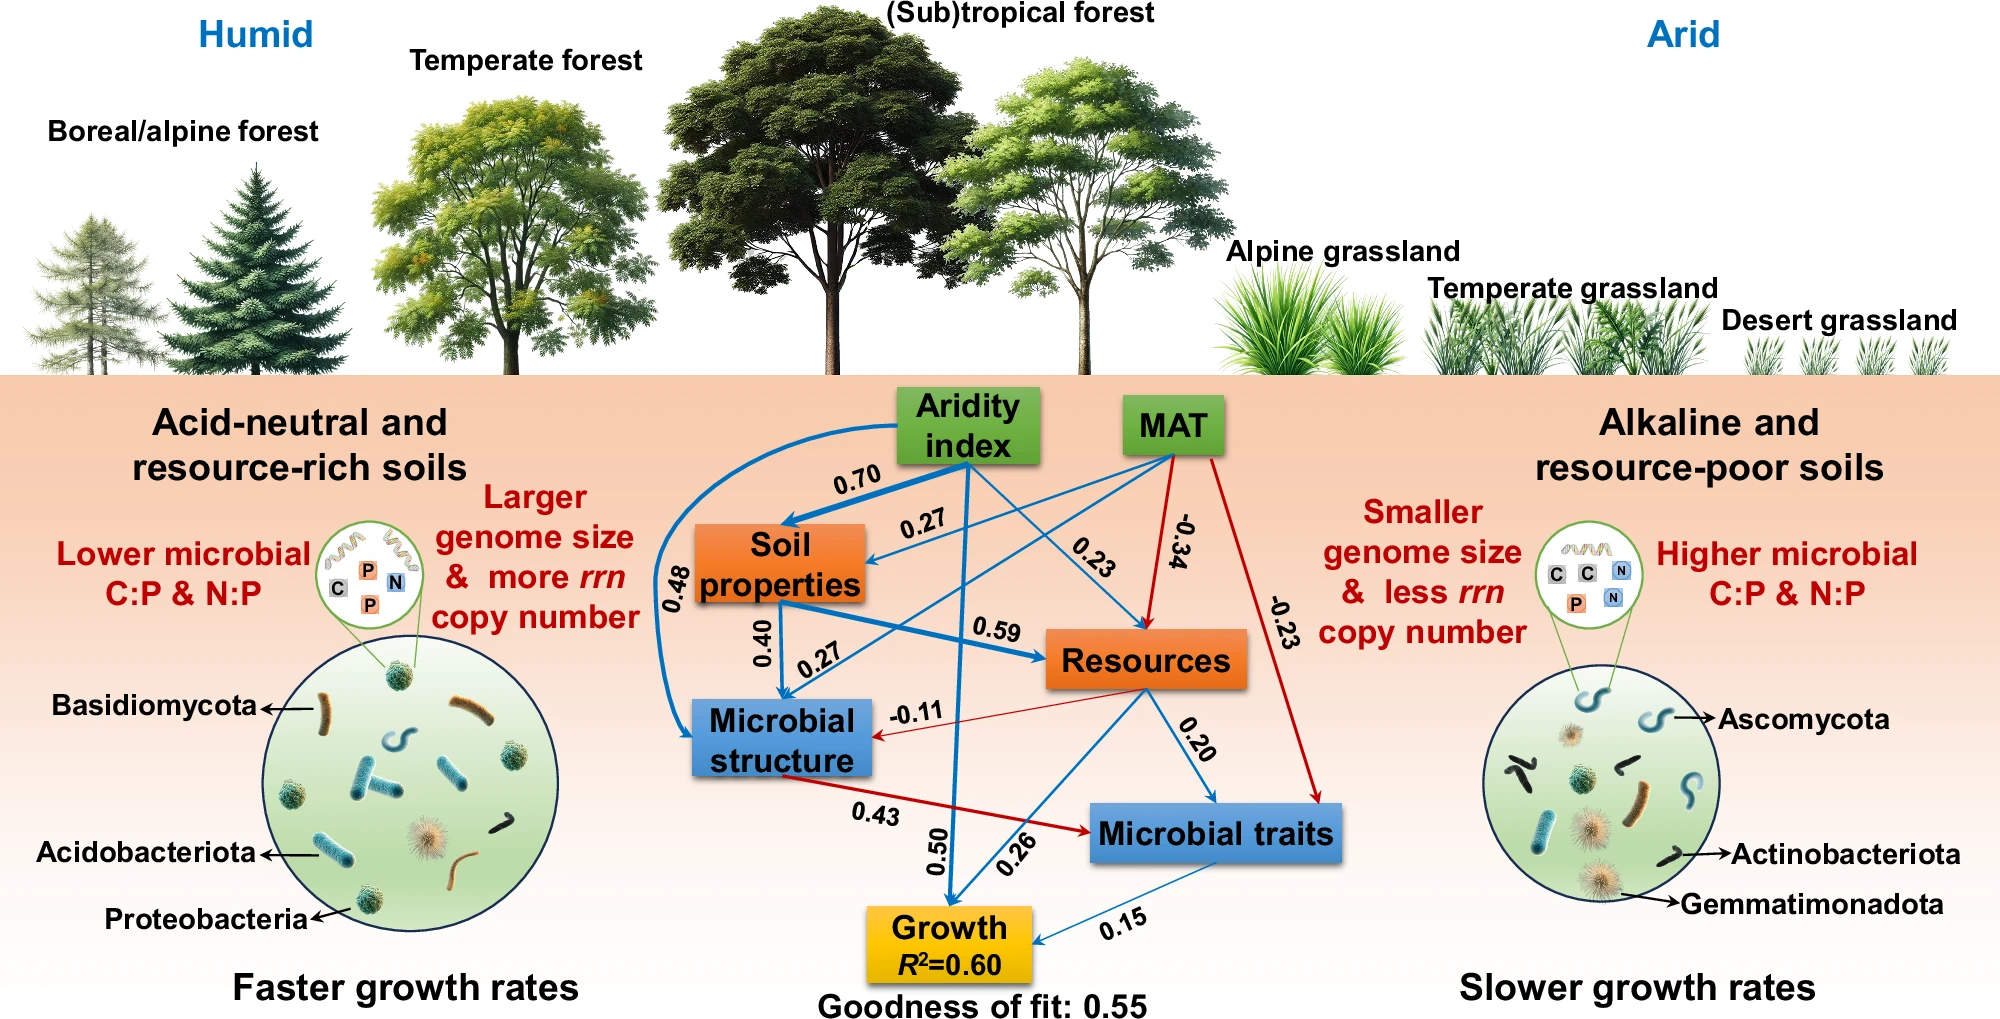 Humid
(Sub)tropical forest
Arid
Temperate forest
Boreal/alpine forest
Alpine grassland
Temperate grassland
Desert grassland
Acid-neutral and
resource-rich soils
Lower microbial
C:P & N:P
C
P
N
P
Larger
genome size
& more rrn
copy number
Basidiomycota
Acidobacteriota
Proteobacteria
Faster growth rates
Aridity
index
MAT
0.70
0.27
0.23
-0.34
-0.23
0.48
Soil
properties
0.40
0.27
0.59
Resources
Microbial
structure
-0.11
0.20
0.43
0.50
0.26
Microbial traits
0.15
Growth
R²=0.60
Goodness of fit: 0.55
Alkaline and
resource-poor soils
Smaller
genome size
& less rrn
copy number
C
C
N
P
N
Higher microbial
C:P & N:P
Ascomycota
Actinobacteriota
Gemmatimonadota
Slower growth rates